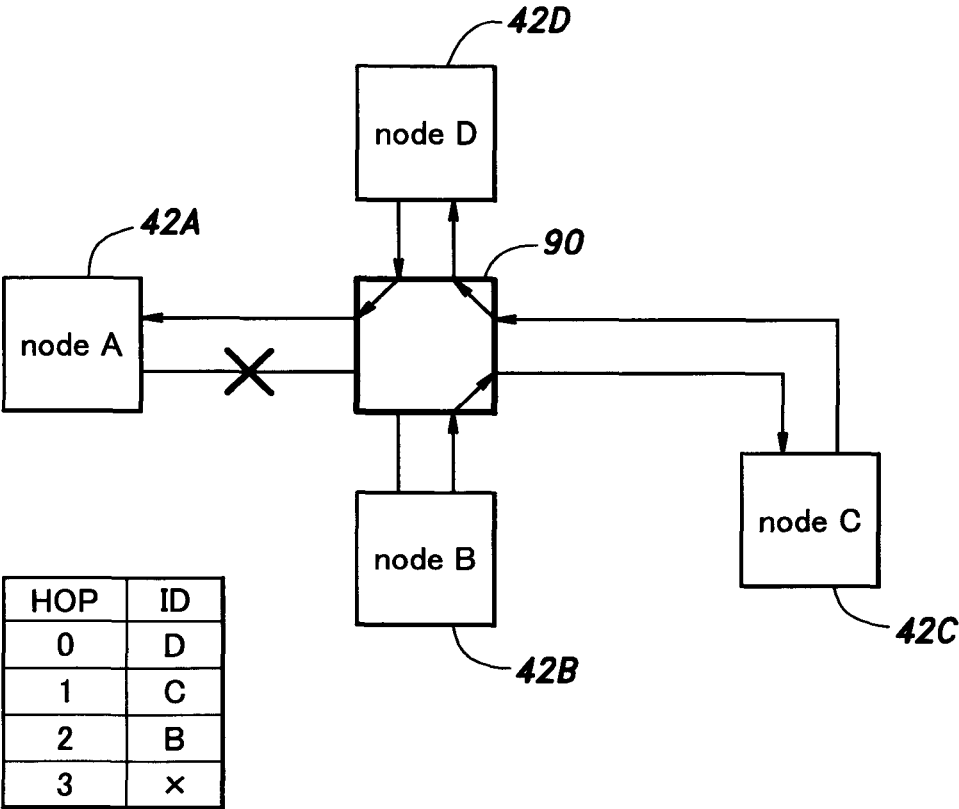 42D
node D
42A
90
node A
node C
node B
42C
42B
HOP ID
0 D
1 C
2 B
3 ×